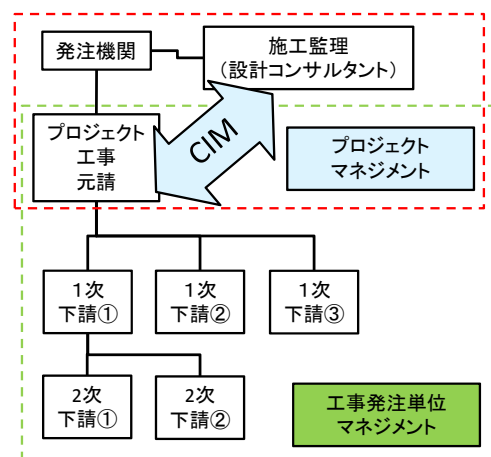 発注機関
施工監理
（設計コンサルタント）
プロジェクト
工事
元請
CIM
プロジェクト
マネジメント
１次
下請①
１次
下請②
１次
下請③
2次
下請①
2次
下請②
工事発注単位
マネジメント